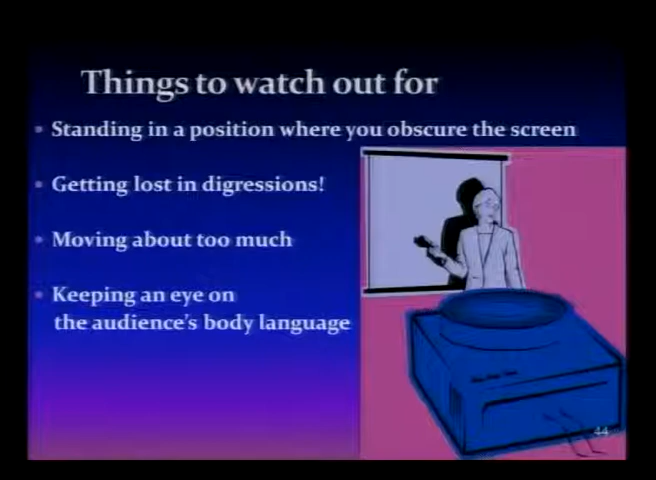 Things to watch out for
• Standing in a position where you obscure the screen
• Getting lost in digressions!
• Moving about too much
• Keeping an eye on
the audience's body language
44